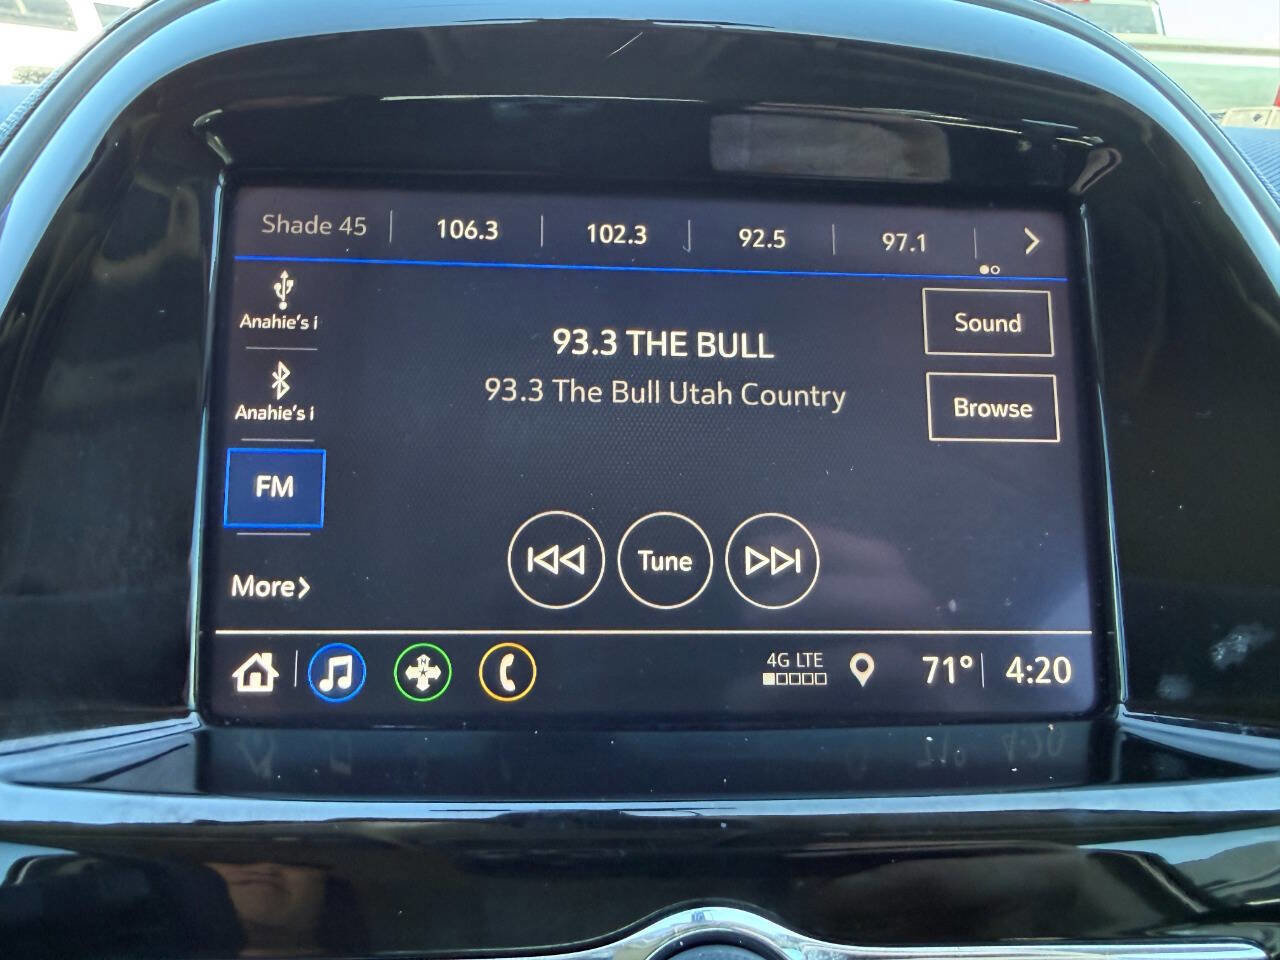 Shade 45
106.3
102.3
92.5
97.1
Anahie's i
Anahie's i
FM
More
93.3 THE BULL
93.3 The Bull Utah Country
Sound
Browse
Tune
N
4G LTE
71°
4:20